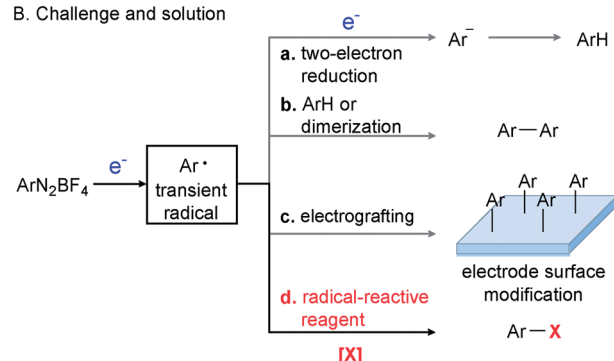 B. Challenge and solution
e⁻
a. two-electron
reduction
Ar⁻
ArH
b. ArH or
dimerization
Ar—Ar
ArN₂BF₄
e⁻
Ar •
transient
radical
c. electrografting
Ar
Ar
Ar
Ar
electrode surface
modification
d. radical-reactive
reagent
[X]
Ar—X